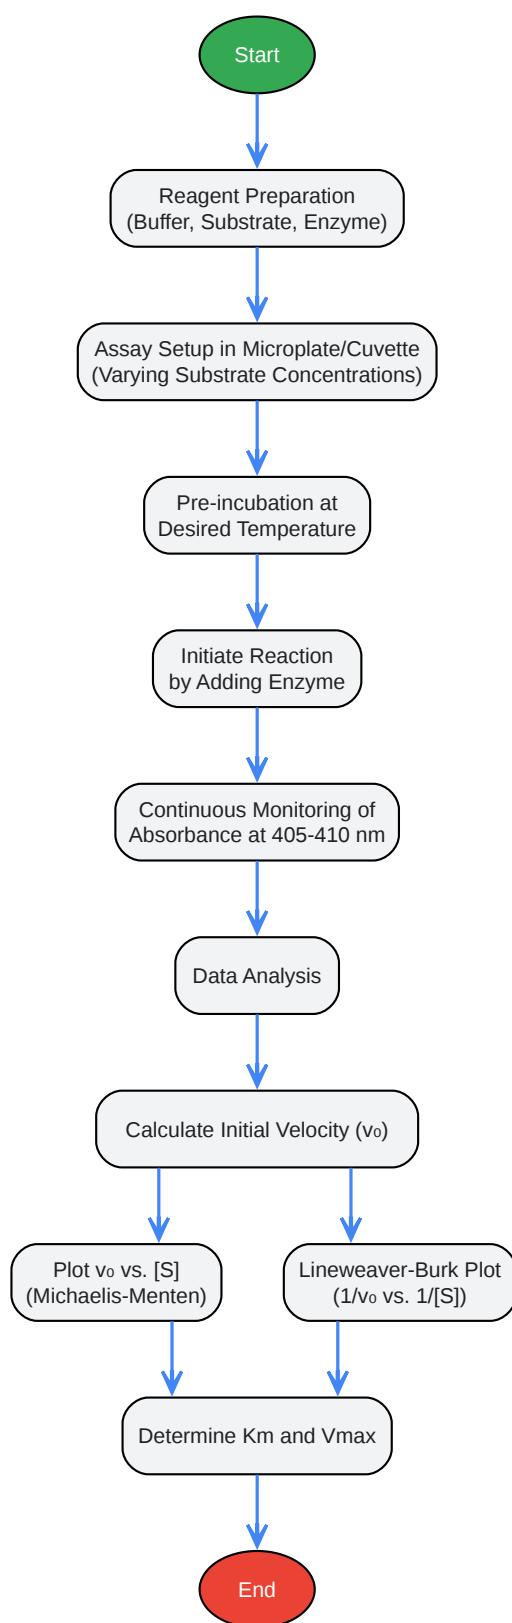 Start
Reagent Preparation
(Buffer, Substrate, Enzyme)
Assay Setup in Microplate/Cuvette
(Varying Substrate Concentrations)
Pre-incubation at
Desired Temperature
Initiate Reaction
by Adding Enzyme
Continuous Monitoring of
Absorbance at 405-410 nm
Data Analysis
Calculate Initial Velocity (v₀)
Plot v₀ vs. [S]
(Michaelis-Menten)
Lineweaver-Burk Plot
(1/v₀ vs. 1/[S])
Determine Km and Vmax
End